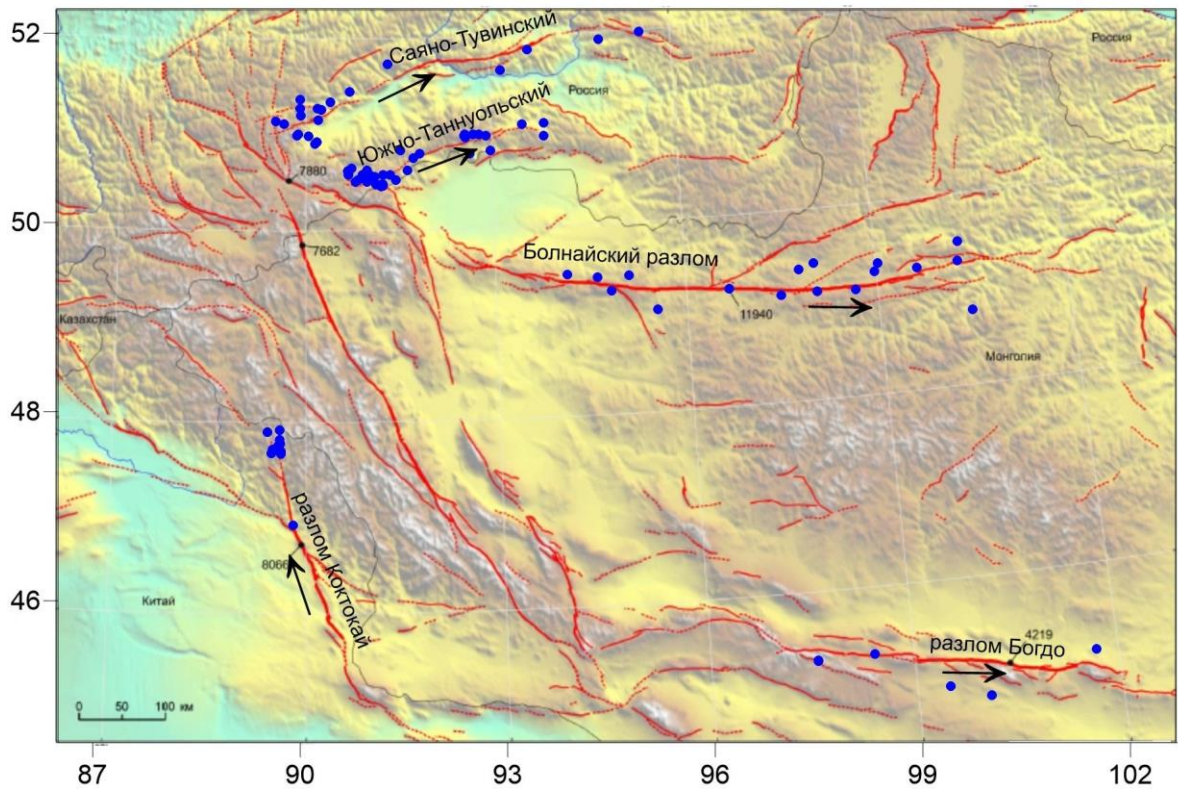 52
Россия
Саяно-Тувинский
Россия
Южно-Таннуольский
7880
50
7682
Болнайский разлом
11940
Казахстан
Монголия
48
разлом Коктокай
8066
46
Китай
4219
разлом Богдо
0 50 100 км
87 90 93 96 99 102